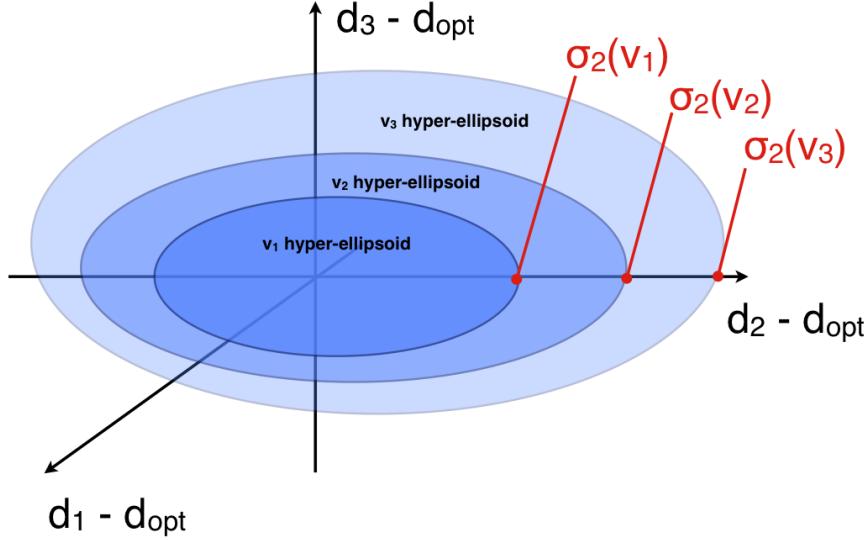 d₃ - dₒₚₜ
σ₂(v₁)
σ₂(v₂)
σ₂(v₃)
v₃ hyper-ellipsoid
v₂ hyper-ellipsoid
v₁ hyper-ellipsoid
d₂ - dₒₚₜ
d₁ - dₒₚₜ